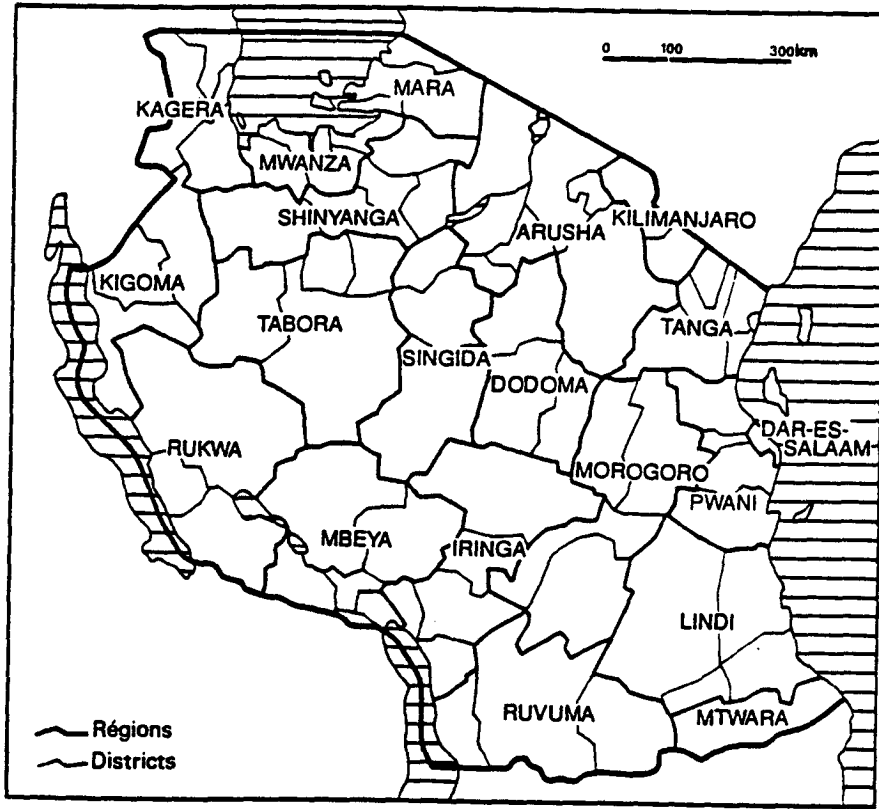 0 100 300km
MARA
KAGERA
MWANZA
SHINYANGA
ARUSHA
KILIMANJARO
KIGOMA
TABORA
TANGA
SINGIDA
DODOMA
DAR-ES-
SALAAM
RUKWA
MOROGORO
PWANI
MBEYA
IRINGA
LINDI
RUVUMA
MTWARA
Régions
Districts